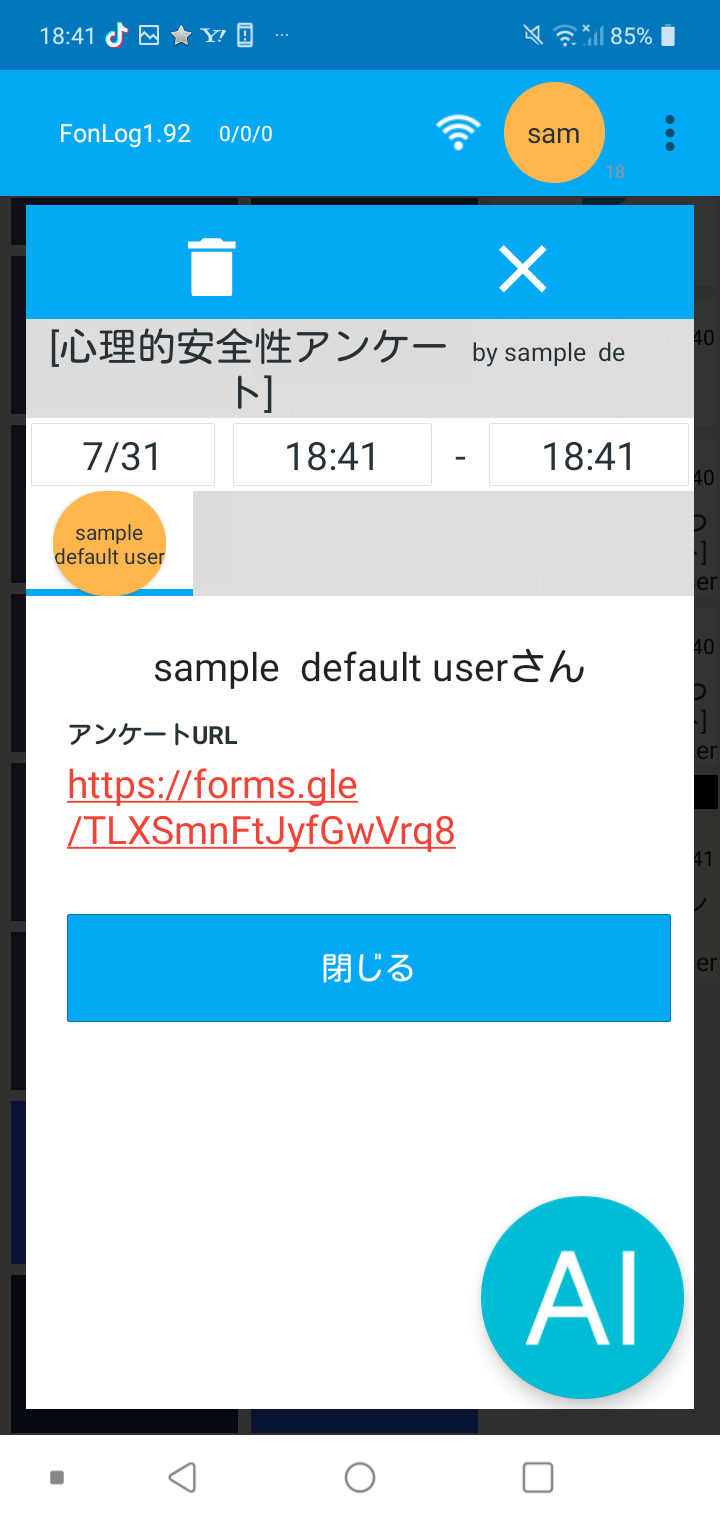 18:41
85%
FonLog1.92 0/0/0
sam
18
[心理的安全性アンケー
ト]
by sample de
7/31 18:41 - 18:41
sample
default user
sample default userさん
アンケートURL
https://forms.gle
/TLXSmnFtJyfGwVrq8
閉じる
AI